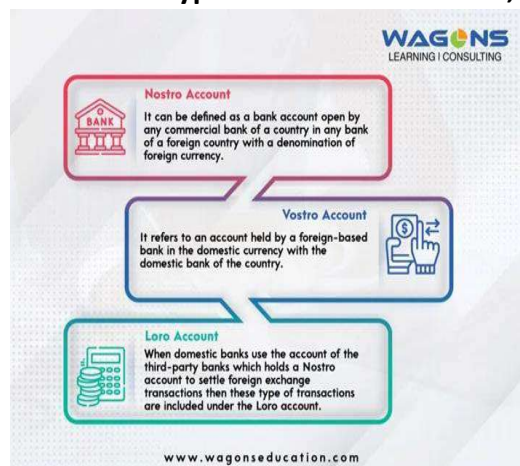 WAGONS
LEARNING | CONSULTING
Nostro Account
BANK
It can be defined as a bank account open by
any commercial bank of a country in any bank
of a foreign country with a denomination of
foreign currency.
Vostro Account
It refers to an account held by a foreign-based
bank in the domestic currency with the
domestic bank of the country.
$
Loro Account
When domestic banks use the account of the
third-party banks which holds a Nostro
account to settle foreign exchange
transactions then these type of transactions
are included under the Loro account.
www.wagonseducation.com